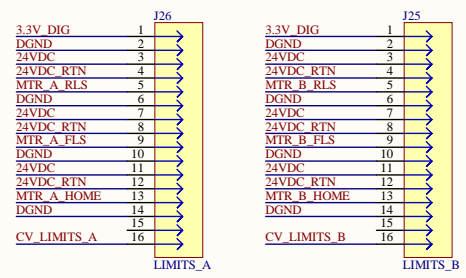 J26 J25
3.3V_DIG 1 3.3V_DIG 1
DGND 2 DGND 2
24VDC 3 24VDC 3
24VDC_RTN 4 24VDC_RTN 4
MTR_A_RLS 5 MTR_B_RLS 5
DGND 6 DGND 6
24VDC 7 24VDC 7
24VDC_RTN 8 24VDC_RTN 8
MTR_A_FLS 9 MTR_B_FLS 9
DGND 10 DGND 10
24VDC 11 24VDC 11
24VDC_RTN 12 24VDC_RTN 12
MTR_A_HOME 13 MTR_B_HOME 13
DGND 14 DGND 14
15 15
CV_LIMITS_A 16 CV_LIMITS_B 16
LIMITS_A LIMITS_B